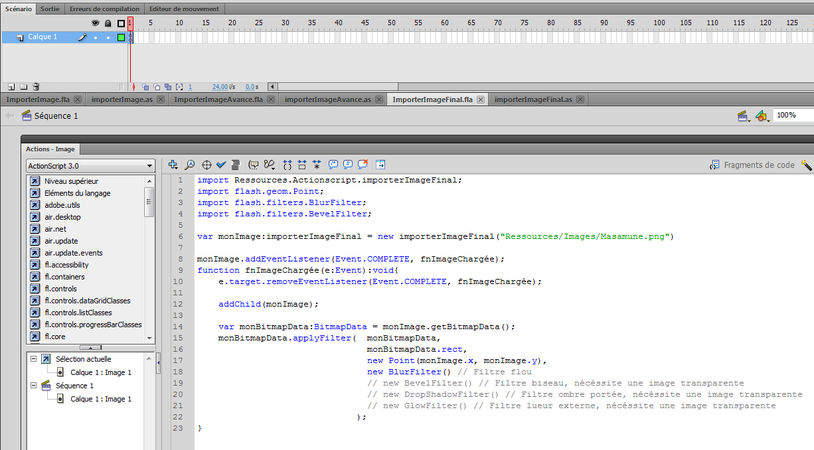 Scénario Sortie Erreurs de compilation Editeur de mouvement
1 5 10 15 20 25 30 35 40 45 50 55 60 65 70 75 80 85 90 95 100 105 110 115 120 125
Calque 1
1 24,00 i/s 0,0 s
ImporterImage.fla importerImage.as ImporterImageAvance.fla importerImageAvance.as ImporterImageFinal.fla importerImageFinal.as
Séquence 1 100%
Actions - Image
ActionScript 3.0 Fragments de code
Niveau supérieur
Eléments du langage
adobe.utils
air.desktop
air.net
air.update
air.update.events
fl.accessibility
fl.containers
fl.controls
fl.controls.dataGridClasses
fl.controls.listClasses
fl.controls.progressBarClasses
fl.core
Sélection actuelle
Calque 1 : Image 1
Séquence 1
Calque 1 : Image 1
1 import Ressources.Actionscript.importerImageFinal;
2 import flash.geom.Point;
3 import flash.filters.BlurFilter;
4 import flash.filters.BevelFilter;
5
6 var monImage:importerImageFinal = new importerImageFinal("Ressources/Images/Masamune.png")
7
8 monImage.addEventListener(Event.COMPLETE, fnImageChargée);
9 function fnImageChargée(e:Event):void{
10 e.target.removeEventListener(Event.COMPLETE, fnImageChargée);
11
12 addChild(monImage);
13
14 var monBitmapData:BitmapData = monImage.getBitmapData();
15 monBitmapData.applyFilter( monBitmapData,
16 monBitmapData.rect,
17 new Point(monImage.x, monImage.y),
18 new BlurFilter() // Filtre flou
19 // new BevelFilter() // Filtre biseau, nécéssite une image transparente
20 // new DropShadowFilter() // Filtre ombre portée, nécéssite une image transparente
21 // new GlowFilter() // Filtre lueur externe, nécéssite une image transparente
22 );
23 }